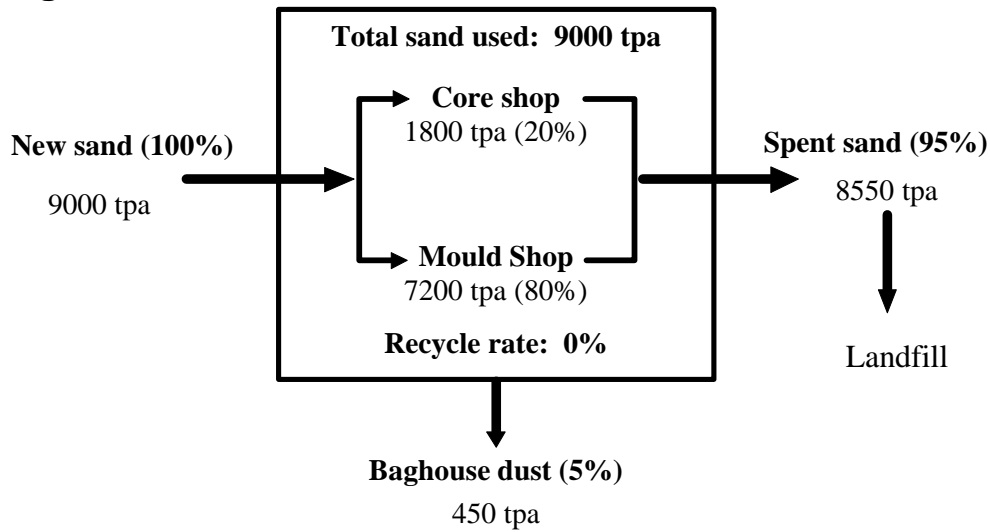 Total sand used: 9000 tpa
Core shop
1800 tpa (20%)
New sand (100%)
9000 tpa
Spent sand (95%)
8550 tpa
Mould Shop
7200 tpa (80%)
Recycle rate: 0%
Landfill
Baghouse dust (5%)
450 tpa